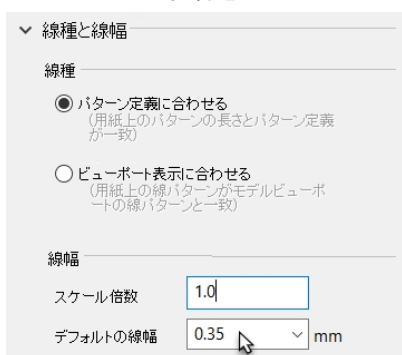 線種と線幅
線種
パターン定義に合わせる
(用紙上のパターンの長さとパターン定義
が一致)
ビューポート表示に合わせる
(用紙上の線パターンがモデルビューポ
ートの線パターンと一致)
線幅
スケール倍数 1.0
デフォルトの線幅 0.35 mm